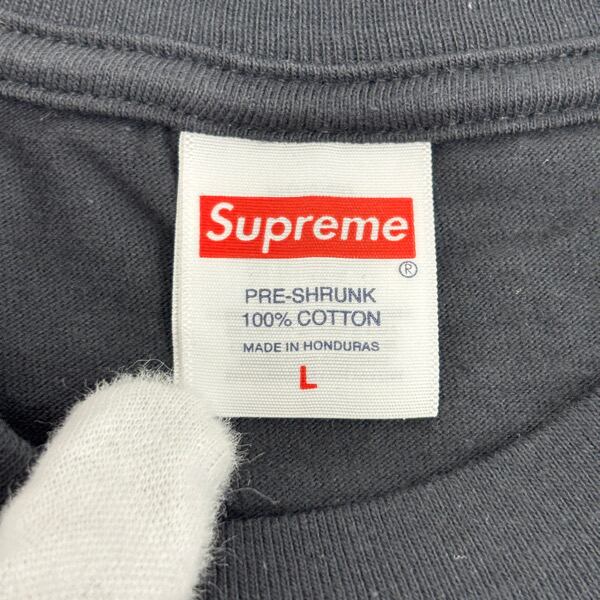 Supreme
®
PRE-SHRUNK
100% COTTON
MADE IN HONDURAS
L